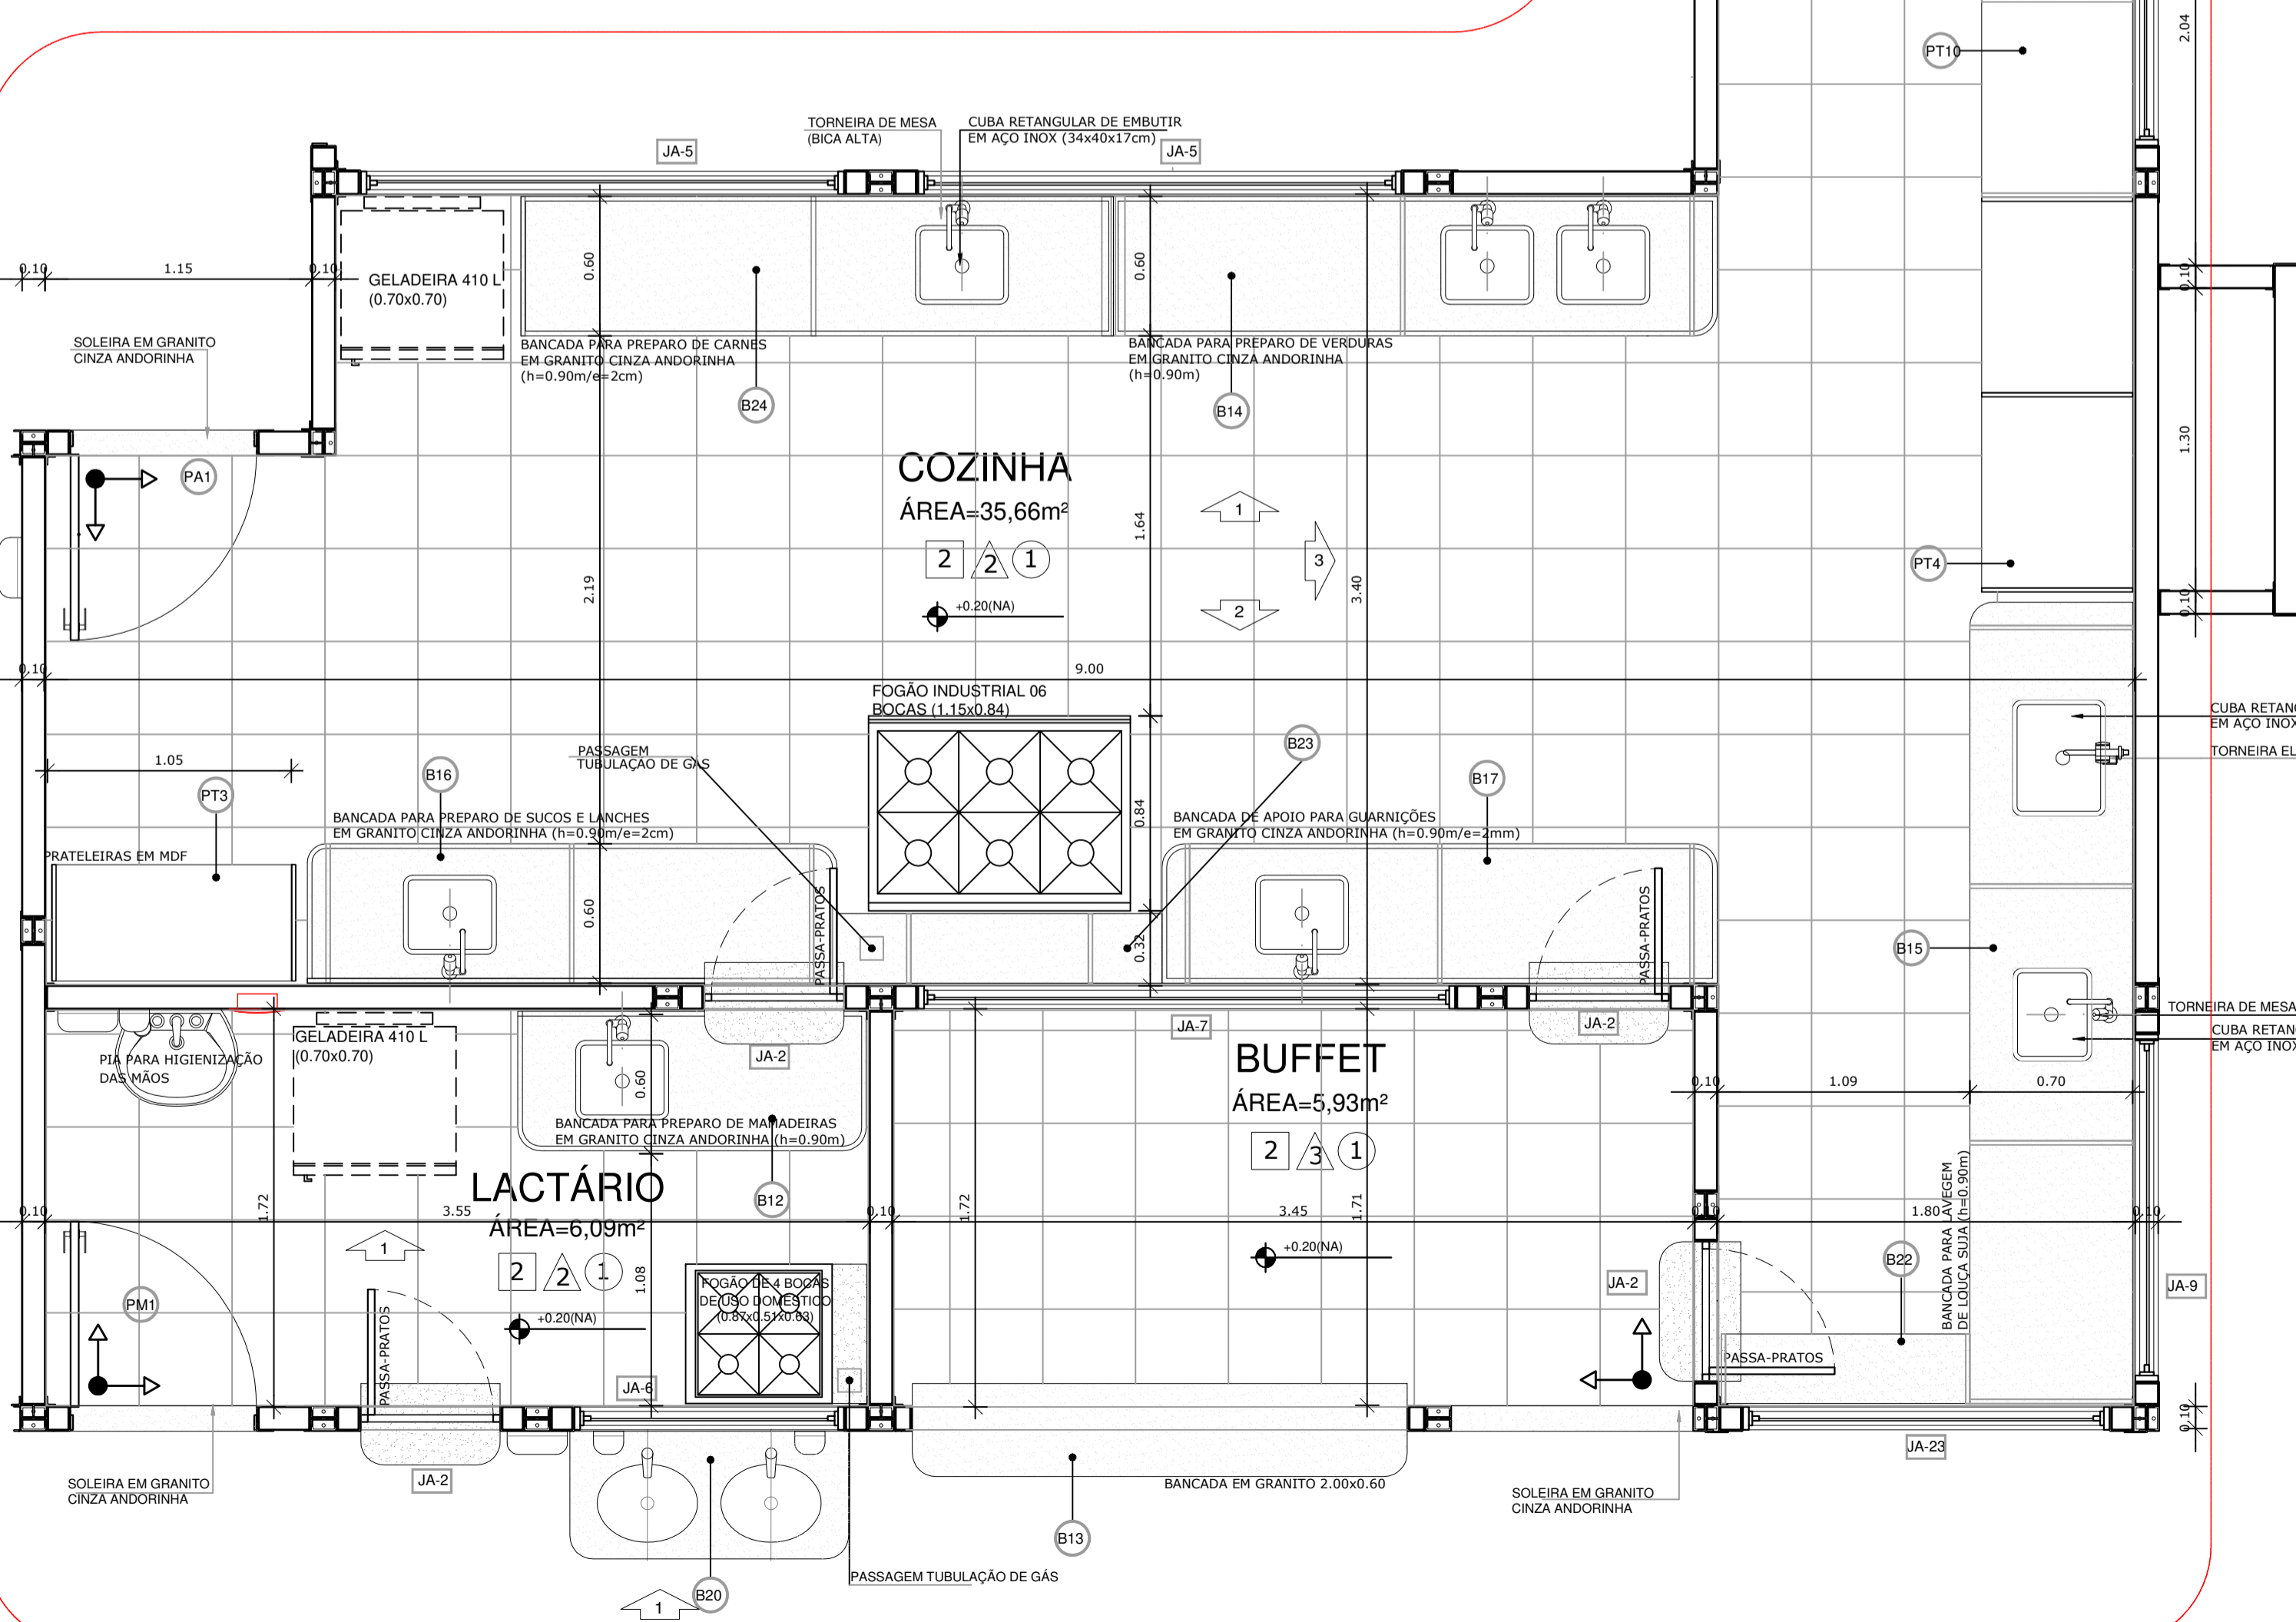 2.04
PT10
TORNEIRA DE MESA
(BICA ALTA)
CUBA RETANGULAR DE EMBUTIR
EM AÇO INOX (34x40x17cm)
JA-5
JA-5
0.10
1.15
0.10
GELADEIRA 410 L
(0.70x0.70)
0.60
0.60
0.10
SOLEIRA EM GRANITO
CINZA ANDORINHA
BANCADA PARA PREPARO DE CARNES
EM GRANITO CINZA ANDORINHA
(h=0.90m/e=2cm)
BANCADA PARA PREPARO DE VERDURAS
EM GRANITO CINZA ANDORINHA
(h=0.90m)
B24
B14
1.30
PA1
COZINHA
ÁREA=35,66m²
2 2 1
+0.20(NA)
1
3
2
1.64
2.19
3.40
PT4
0.10
0.10
9.00
FOGÃO INDUSTRIAL 06
BOCAS (1.15x0.84)
CUBA RETANG
EM AÇO INOX
TORNEIRA EL
1.05
PASSAGEM
TUBULAÇÃO DE GÁS
B23
B16
B17
PT3
BANCADA PARA PREPARO DE SUCOS E LANCHES
EM GRANITO CINZA ANDORINHA (h=0.90m/e=2cm)
0.84
BANCADA DE APOIO PARA GUARNIÇÕES
EM GRANITO CINZA ANDORINHA (h=0.90m/e=2mm)
PRATELEIRAS EM MDF
0.60
PASSA-PRATOS
0.32
PASSA-PRATOS
B15
TORNEIRA DE MESA
CUBA RETANG
EM AÇO INOX
PIA PARA HIGIENIZAÇÃO
DAS MÃOS
GELADEIRA 410 L
(0.70x0.70)
JA-2
JA-7
JA-2
0.60
BUFFET
ÁREA=5,93m²
2 3 1
0.10
1.09
0.70
BANCADA PARA PREPARO DE MAMADEIRAS
EM GRANITO CINZA ANDORINHA (h=0.90m)
LACTÁRIO
ÁREA=6,09m²
2 2 1
+0.20(NA)
B12
0.10
1.72
3.55
0.10
1.72
3.45
1.71
1.80
0.10
1
1.08
+0.20(NA)
BANCADA PARA LAVEGEM
DE LOUÇA SUJA (h=0.90m)
B22
JA-2
JA-9
PM1
FOGÃO DE 4 BOCAS
DE USO DOMÉSTICO
(0.87x0.51x0.63)
PASSA-PRATOS
PASSA-PRATOS
JA-6
0.10
JA-2
JA-23
SOLEIRA EM GRANITO
CINZA ANDORINHA
BANCADA EM GRANITO 2.00x0.60
SOLEIRA EM GRANITO
CINZA ANDORINHA
B13
PASSAGEM TUBULAÇÃO DE GÁS
B20
1